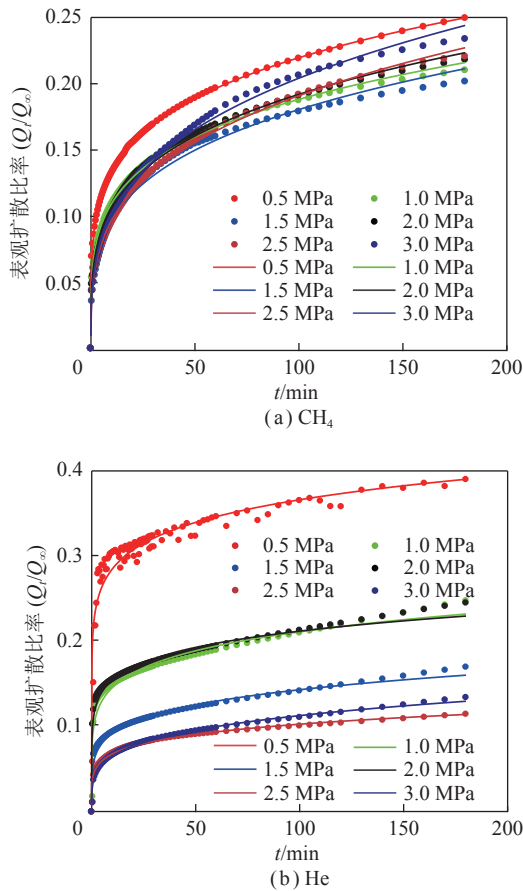 0.25
0.20
0.15
0.10
0.05
表观扩散比率 (Qt/Q∞)
0.5 MPa 1.0 MPa
1.5 MPa 2.0 MPa
2.5 MPa 3.0 MPa
0.5 MPa 1.0 MPa
1.5 MPa 2.0 MPa
2.5 MPa 3.0 MPa
0 50 100 150 200
t/min
(a) CH4
0.4
0.3
0.2
0.1
表观扩散比率 (Qt/Q∞)
0.5 MPa 1.0 MPa
1.5 MPa 2.0 MPa
2.5 MPa 3.0 MPa
0.5 MPa 1.0 MPa
1.5 MPa 2.0 MPa
2.5 MPa 3.0 MPa
0 50 100 150 200
t/min
(b) He